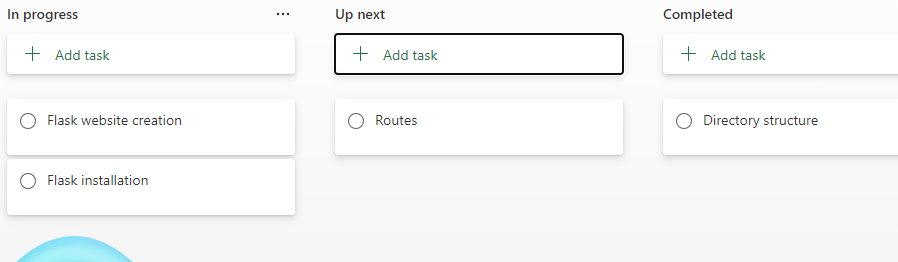 In progress
Up next
Completed
Add task
Add task
Add task
Flask website creation
Routes
Directory structure
Flask installation